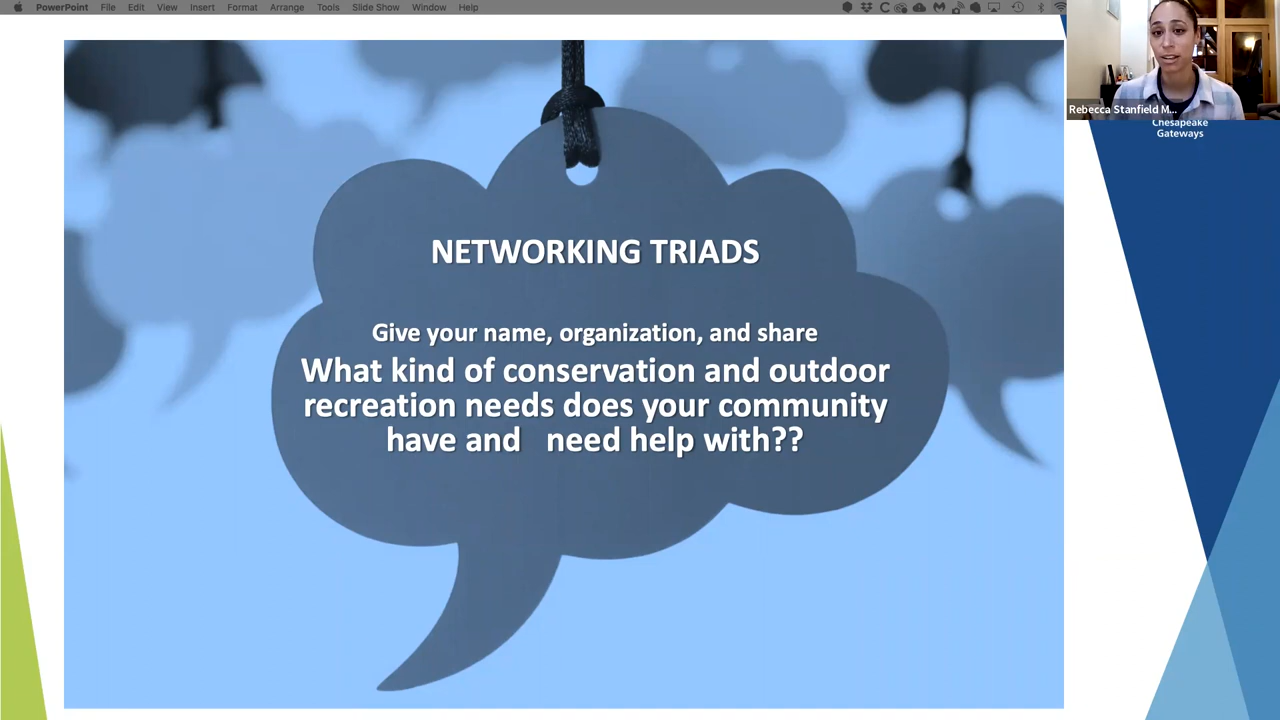 PowerPoint File Edit View Insert Format Arrange Tools Slide Show Window Help
Rebecca Stanfield M...
Chesapeake
Gateways
NETWORKING TRIADS
Give your name, organization, and share
What kind of conservation and outdoor
recreation needs does your community
have and need help with??